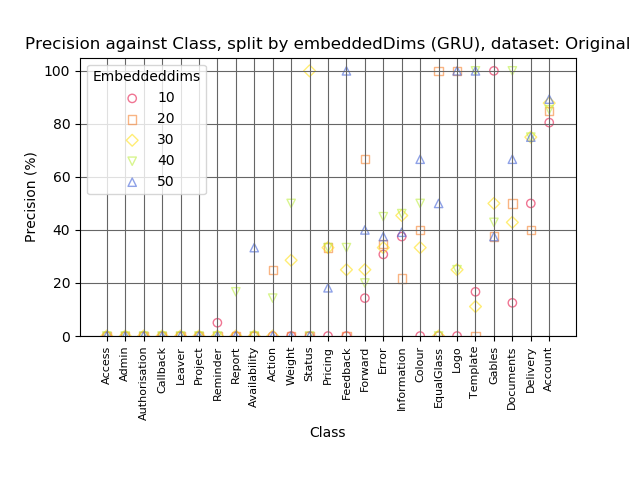 Precision against Class, split by embeddedDims (GRU), dataset: Original
Embeddeddims
10
20
30
40
50
100
80
60
40
20
0
Precision (%)
Access
Admin
Authorisation
Callback
Leaver
Project
Reminder
Report
Availability
Action
Weight
Status
Pricing
Feedback
Forward
Error
Information
Colour
EqualGlass
Logo
Template
Gables
Documents
Delivery
Account
Class